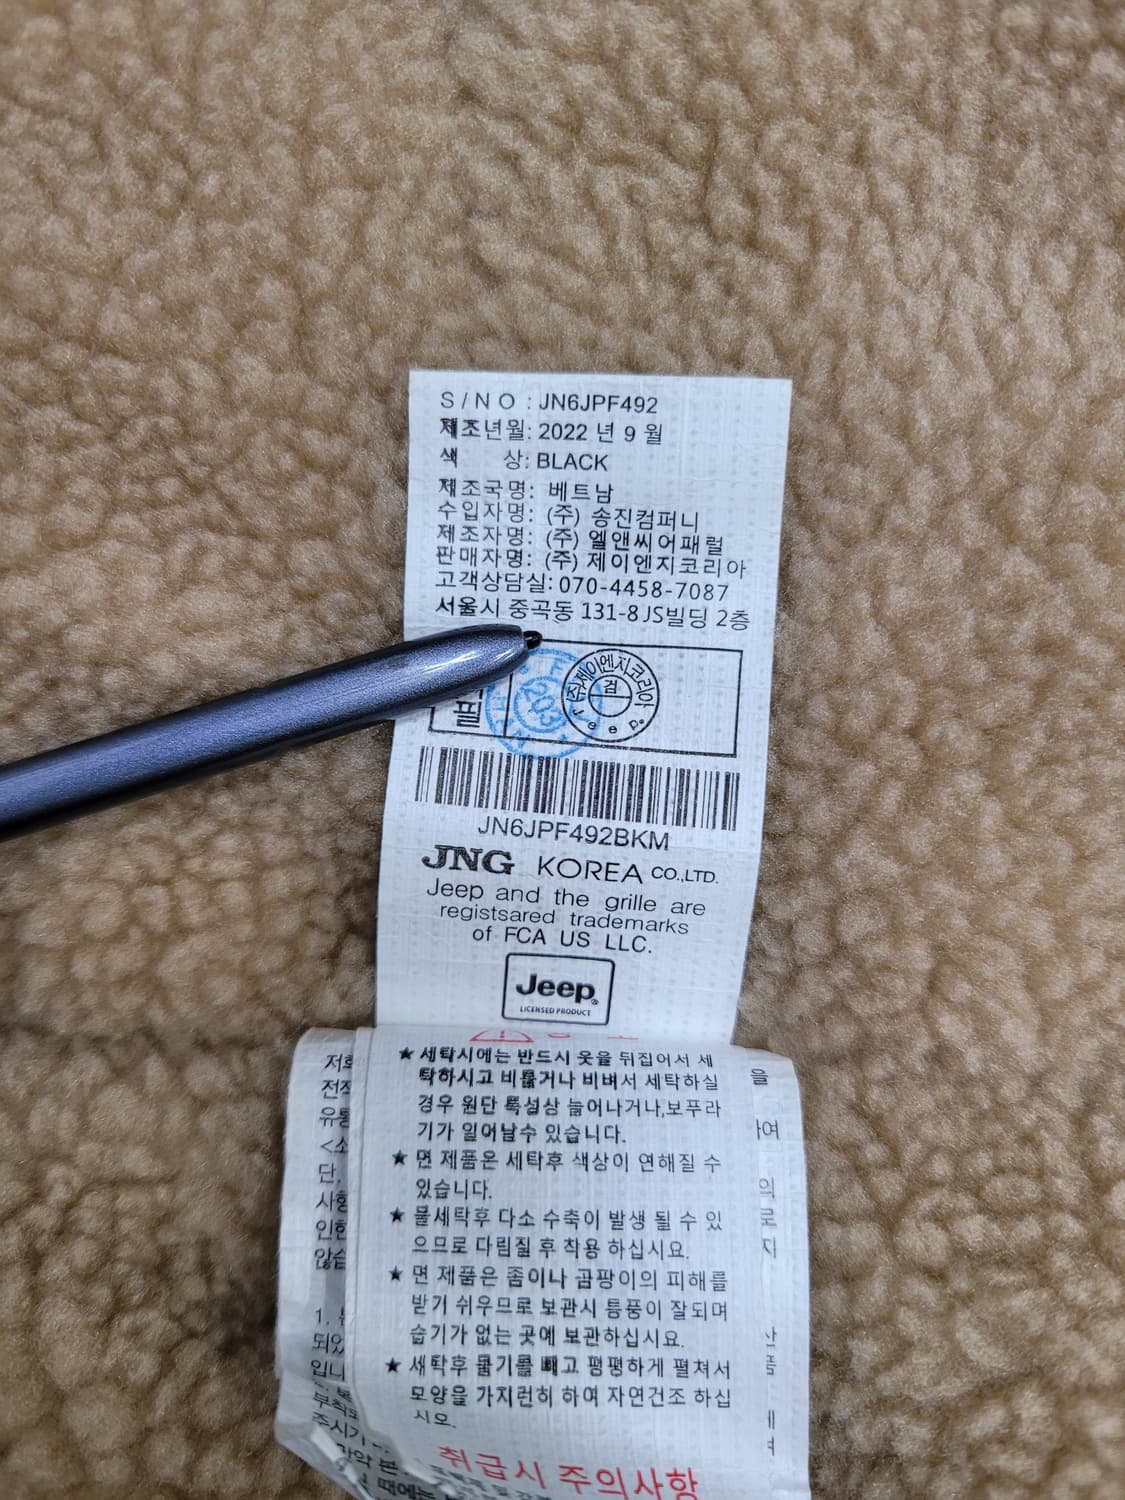 S/NO : JN6JPF492
제조년월: 2022 년 9 월
색 상: BLACK
제조국명: 베트남
수입자명: (주) 송진컴퍼니
제조자명: (주) 엘앤씨어패럴
판매자명: (주) 제이엔지코리아
고객상담실: 070-4458-7087
서울시 중곡동 131-8 JS빌딩 2층
필
203
(주)제이엔지코리아
검
Jeep®
JN6JPF492BKM
JNG KOREA CO.,LTD.
Jeep and the grille are
registsared trademarks
of FCA US LLC.
Jeep®
LICENSED PRODUCT
★ 세탁시에는 반드시 옷을 뒤집어서 세
탁하시고 비틀거나 비벼서 세탁하실
경우 원단 특성상 늘어나거나,보푸라
기가 일어날수 있습니다.
★ 면 제품은 세탁후 색상이 연해질 수
있습니다.
★ 물세탁후 다소 수축이 발생 될 수 있
으므로 다림질 후 착용 하십시요.
★ 면 제품은 좀이나 곰팡이의 피해를
받기 쉬우므로 보관시 통풍이 잘되며
습기가 없는 곳에 보관하십시요.
★ 세탁후 물기를 빼고 평평하게 펼쳐서
모양을 가지런히 하여 자연건조 하십
시오.
취급시 주의사항